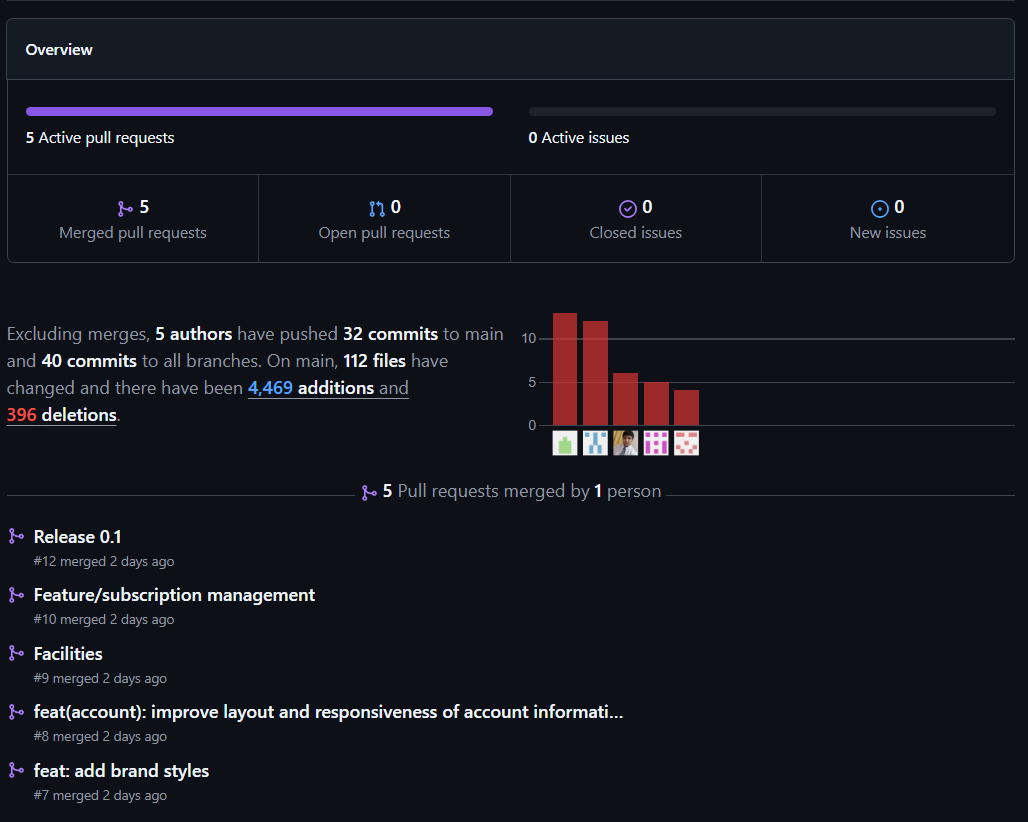 Overview
5 Active pull requests
0 Active issues
5
Merged pull requests
0
Open pull requests
0
Closed issues
0
New issues
Excluding merges, 5 authors have pushed 32 commits to main
and 40 commits to all branches. On main, 112 files have
changed and there have been 4,469 additions and
396 deletions.
10
5
0
5 Pull requests merged by 1 person
Release 0.1
#12 merged 2 days ago
Feature/subscription management
#10 merged 2 days ago
Facilities
#9 merged 2 days ago
feat(account): improve layout and responsiveness of account informati...
#8 merged 2 days ago
feat: add brand styles
#7 merged 2 days ago